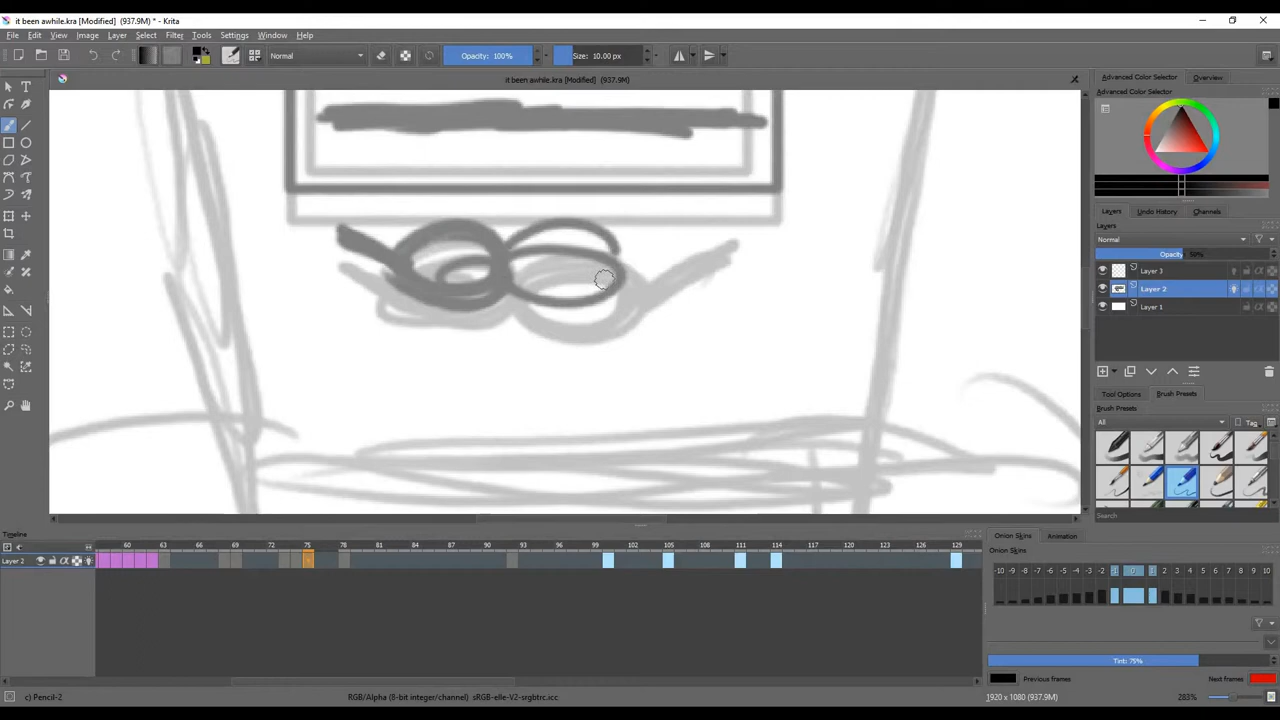 it been awhile.kra [Modified] (937.9M) * - Krita
File Edit View Image Layer Select Filter Tools Settings Window Help
Normal Opacity: 100% Size: 10.00 px
it been awhile.kra [Modified] (937.9M)
Advanced Color Selector Overview
Advanced Color Selector
Layers Undo History Channels
Layers
Normal
Opacity: 50%
Layer 3
Layer 2
Layer 1
Tool Options Brush Presets
Brush Presets
All Tag
Search
Timeline
60 63 66 69 72 75 78 81 84 87 90 93 96 99 102 105 108 111 114 117 120 123 126 129
Layer 2
Onion Skins Animation
Onion Skins
-10 -9 -8 -7 -6 -5 -4 -3 -2 -1 0 1 2 3 4 5 6 7 8 9 10
Tint: 75%
Previous frames Next frames
c) Pencil-2 RGB/Alpha (8-bit integer/channel) sRGB-elle-V2-srgbtrc.icc 1920 x 1080 (937.9M) 283%